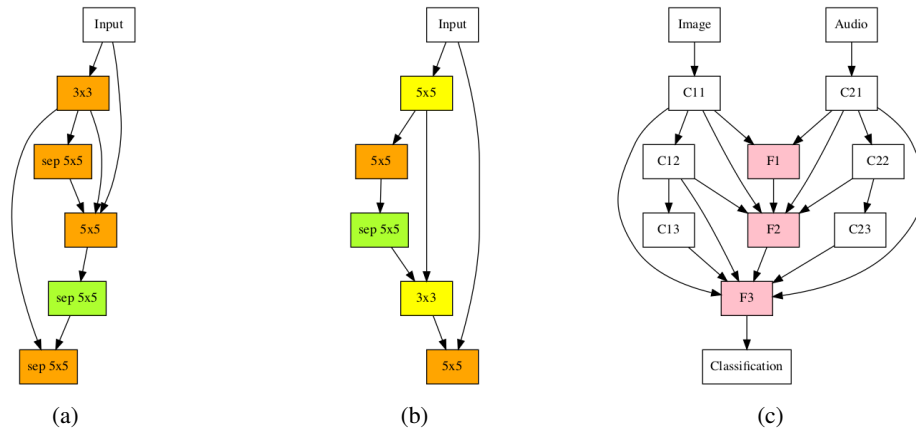 Input
3x3
sep 5x5
5x5
sep 5x5
sep 5x5
(a)
Input
5x5
5x5
sep 5x5
3x3
5x5
(b)
Image Audio
C11 C21
C12 F1 C22
C13 F2 C23
F3
Classification
(c)